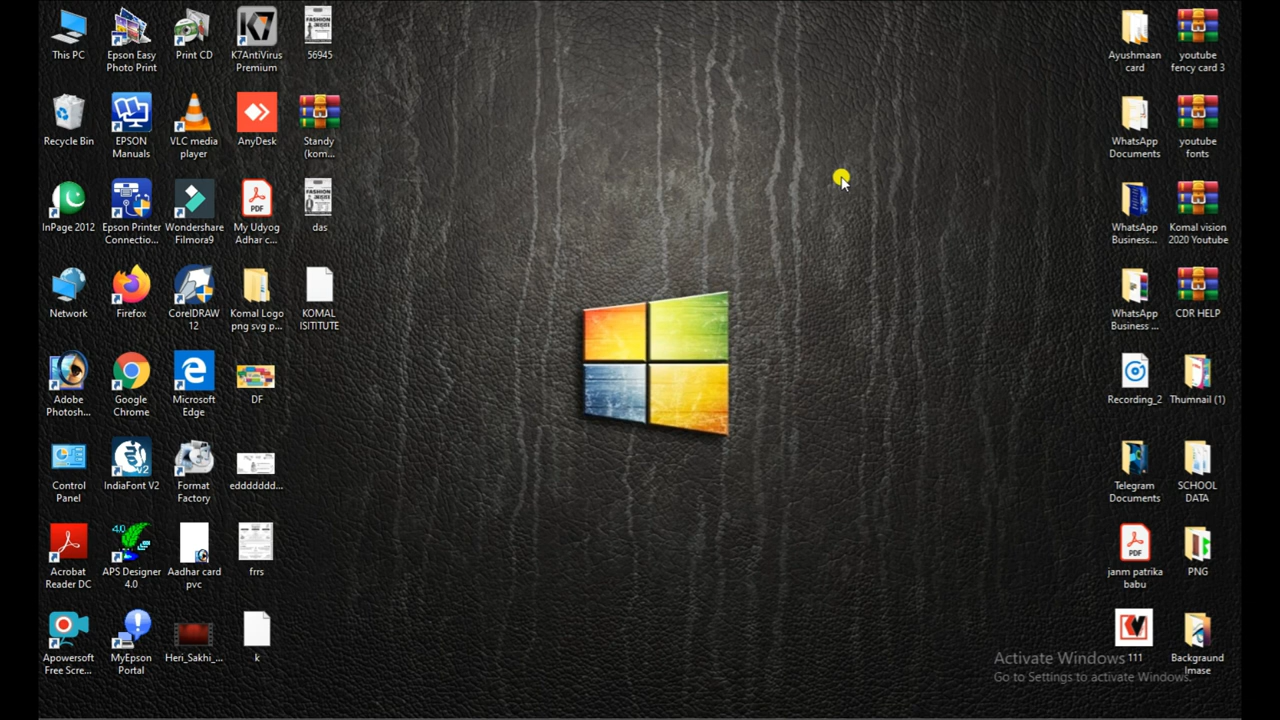 This PC
Epson Easy
Photo Print
Print CD
K7AntiVirus
Premium
56945
Recycle Bin
EPSON
Manuals
VLC media
player
AnyDesk
Standy
(kom...
InPage 2012
Epson Printer
Connectio...
Wondershare
Filmora9
PDF
My Udyog
Adhar c...
das
Network
Firefox
CorelDRAW
12
Komal Logo
png svg p...
KOMAL
ISITITUTE
Adobe
Photosh...
Google
Chrome
Microsoft
Edge
DF
Control
Panel
IndiaFont V2
Format
Factory
eddddddd...
Acrobat
Reader DC
4.0
APS Designer
4.0
Aadhar card
pvc
frrs
Apowersoft
Free Scre...
MyEpson
Portal
Heri_Sakhi_...
k
Ayushmaan
card
youtube
fency card 3
WhatsApp
Documents
youtube
fonts
WhatsApp
Business...
Komal vision
2020 Youtube
WhatsApp
Business ...
CDR HELP
Recording_2
Thumnail (1)
Telegram
Documents
SCHOOL
DATA
PDF
janm patrika
babu
PNG
111
Background
Imase
Activate Windows
Go to Settings to activate Windows.